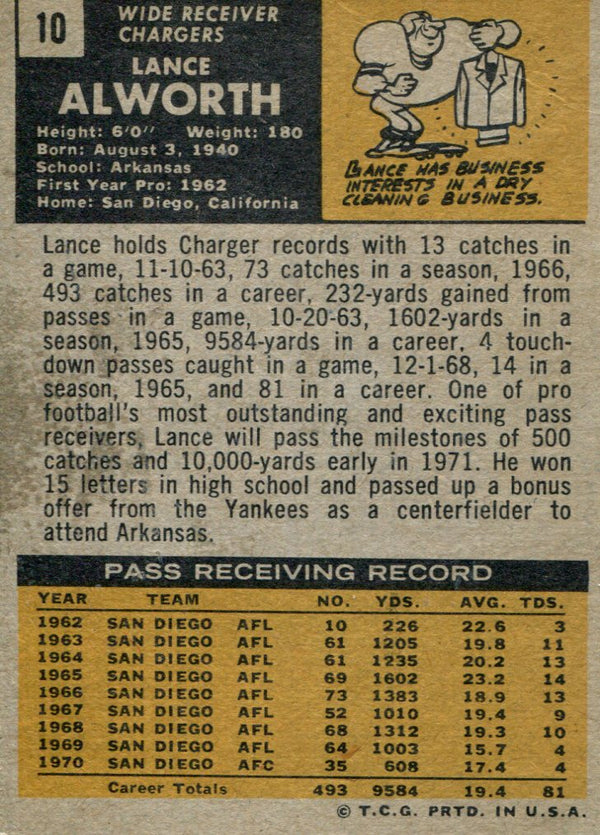 10
WIDE RECEIVER
CHARGERS
LANCE
ALWORTH
Height: 6'0" Weight: 180
Born: August 3, 1940
School: Arkansas
First Year Pro: 1962
Home: San Diego, California
LANCE HAS BUSINESS
INTERESTS IN A DRY
CLEANING BUSINESS.
Lance holds Charger records with 13 catches in
a game, 11-10-63, 73 catches in a season, 1966,
493 catches in a career, 232-yards gained from
passes in a game, 10-20-63, 1602-yards in a
season, 1965, 9584-yards in a career. 4 touch-
down passes caught in a game, 12-1-68, 14 in a
season, 1965, and 81 in a career. One of pro
football's most outstanding and exciting pass
receivers, Lance will pass the milestones of 500
catches and 10,000-yards early in 1971. He won
15 letters in high school and passed up a bonus
offer from the Yankees as a centerfielder to
attend Arkansas.
PASS RECEIVING RECORD
YEAR TEAM NO. YDS. AVG. TDS.
1962 SAN DIEGO AFL 10 226 22.6 3
1963 SAN DIEGO AFL 61 1205 19.8 11
1964 SAN DIEGO AFL 61 1235 20.2 13
1965 SAN DIEGO AFL 69 1602 23.2 14
1966 SAN DIEGO AFL 73 1383 18.9 13
1967 SAN DIEGO AFL 52 1010 19.4 9
1968 SAN DIEGO AFL 68 1312 19.3 10
1969 SAN DIEGO AFL 64 1003 15.7 4
1970 SAN DIEGO AFC 35 608 17.4 4
Career Totals 493 9584 19.4 81
© T.C.G. PRTD. IN U.S.A.